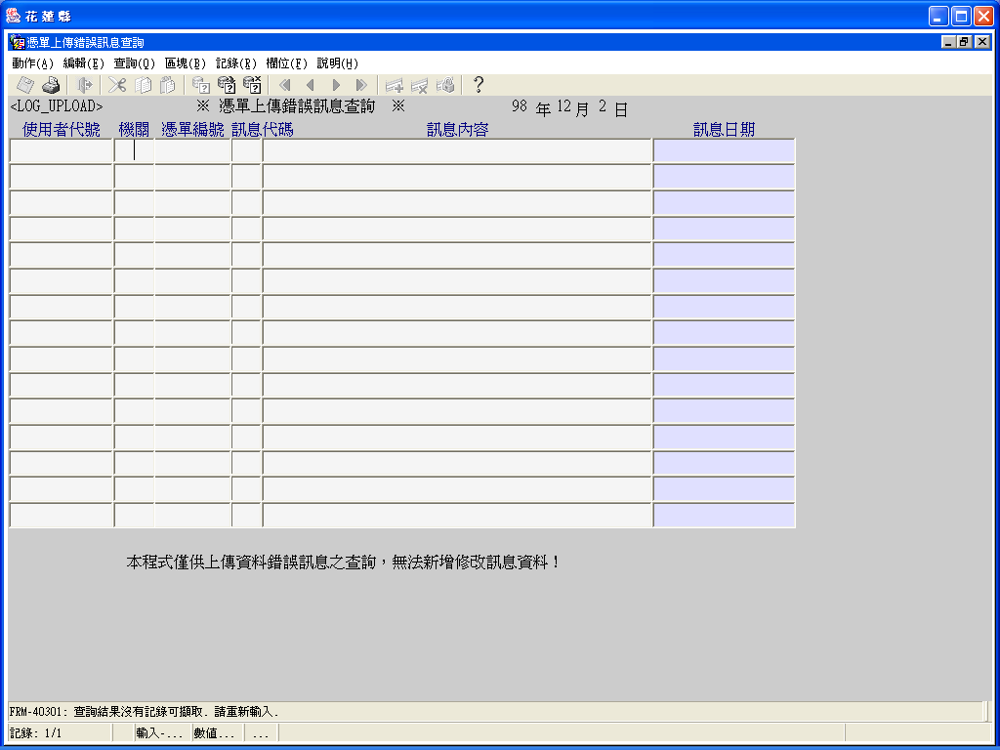 花蓮縣
憑單上傳錯誤訊息查詢
動作(A) 編輯(E) 查詢(Q) 區塊(B) 記錄(R) 欄位(F) 說明(H)
<LOG_UPLOAD> ※ 憑單上傳錯誤訊息查詢 ※ 98 年 12 月 2 日
使用者代號 機關 憑單編號 訊息代碼 訊息內容 訊息日期
本程式僅供上傳資料錯誤訊息之查詢，無法新增修改訊息資料！
FRM-40301: 查詢結果沒有記錄可擷取. 請重新輸入.
記錄: 1/1 輸入-... 數值... ...